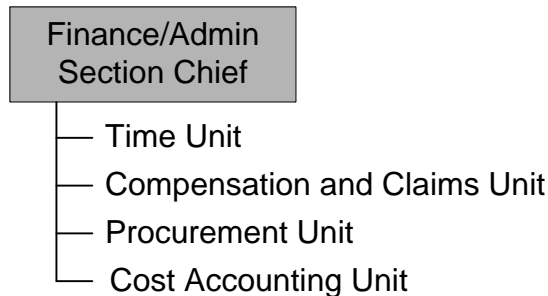 Finance/Admin
Section Chief
Time Unit
Compensation and Claims Unit
Procurement Unit
Cost Accounting Unit